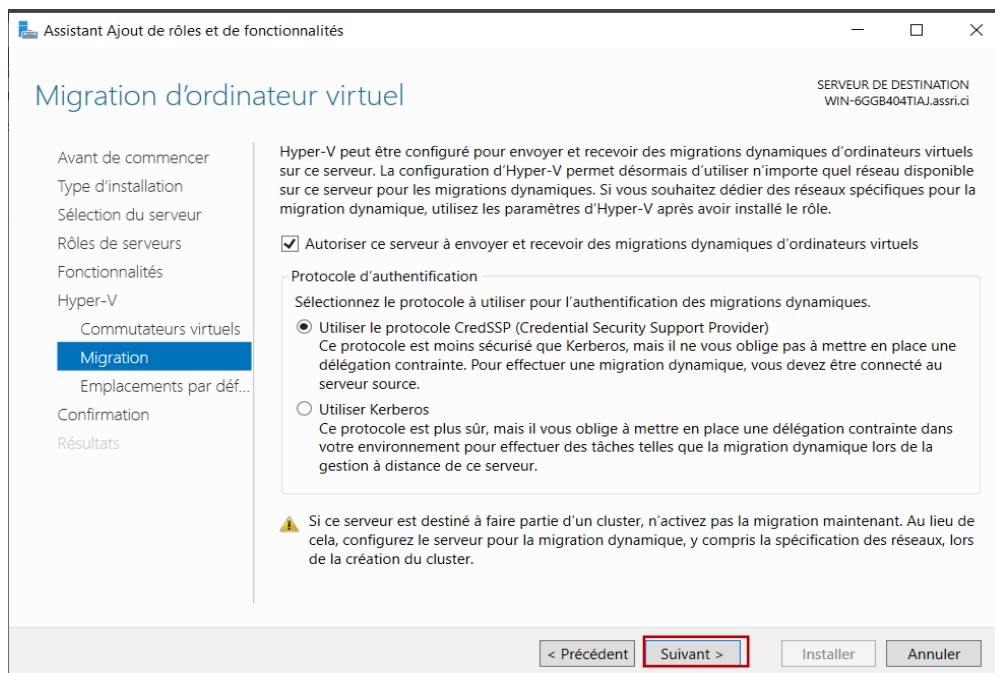 Assistant Ajout de rôles et de fonctionnalités
Migration d’ordinateur virtuel
SERVEUR DE DESTINATION
WIN-6GGB404TIAJ.assri.ci
Avant de commencer
Type d’installation
Sélection du serveur
Rôles de serveurs
Fonctionnalités
Hyper-V
Commutateurs virtuels
Migration
Emplacements par déf...
Confirmation
Résultats
Hyper-V peut être configuré pour envoyer et recevoir des migrations dynamiques d’ordinateurs virtuels
sur ce serveur. La configuration d’Hyper-V permet désormais d’utiliser n’importe quel réseau disponible
sur ce serveur pour les migrations dynamiques. Si vous souhaitez dédier des réseaux spécifiques pour la
migration dynamique, utilisez les paramètres d’Hyper-V après avoir installé le rôle.
Autoriser ce serveur à envoyer et recevoir des migrations dynamiques d’ordinateurs virtuels
Protocole d’authentification
Sélectionnez le protocole à utiliser pour l’authentification des migrations dynamiques.
Utiliser le protocole CredSSP (Credential Security Support Provider)
Ce protocole est moins sécurisé que Kerberos, mais il ne vous oblige pas à mettre en place une
délégation contrainte. Pour effectuer une migration dynamique, vous devez être connecté au
serveur source.
Utiliser Kerberos
Ce protocole est plus sûr, mais il vous oblige à mettre en place une délégation contrainte dans
votre environnement pour effectuer des tâches telles que la migration dynamique lors de la
gestion à distance de ce serveur.
Si ce serveur est destiné à faire partie d’un cluster, n’activez pas la migration maintenant. Au lieu de
cela, configurez le serveur pour la migration dynamique, y compris la spécification des réseaux, lors
de la création du cluster.
< Précédent
Suivant >
Installer
Annuler